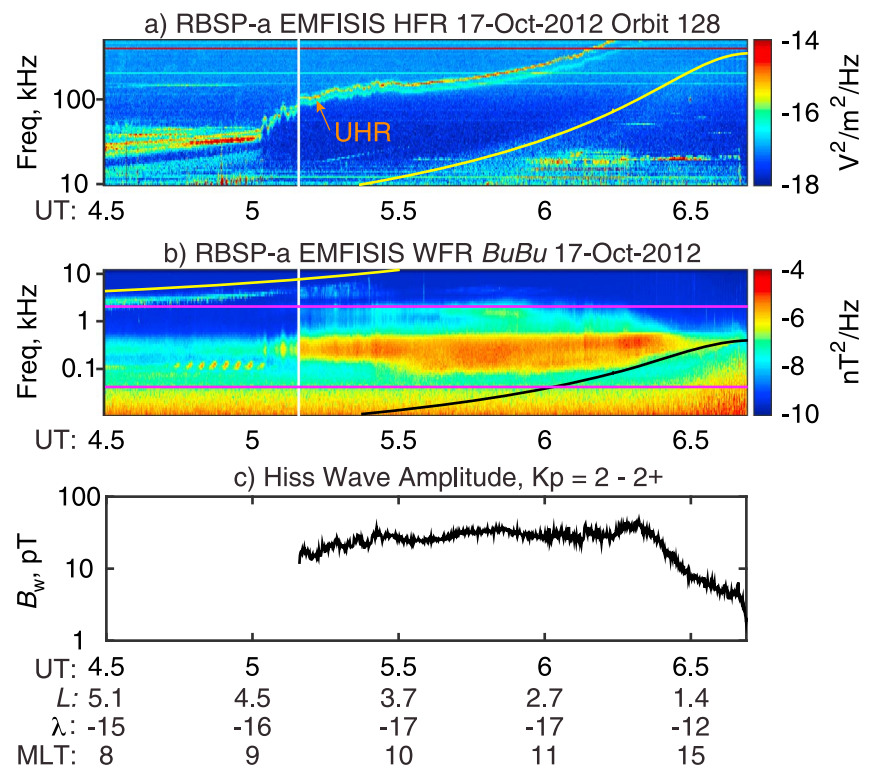 a) RBSP-a EMFISIS HFR 17-Oct-2012 Orbit 128
Freq, kHz
100
10
UHR
-14
-16
-18
V²/m²/Hz
UT: 4.5 5 5.5 6 6.5
b) RBSP-a EMFISIS WFR BuBu 17-Oct-2012
Freq, kHz
10
1
0.1
-4
-6
-8
-10
nT²/Hz
UT: 4.5 5 5.5 6 6.5
c) Hiss Wave Amplitude, Kp = 2 - 2+
B_w, pT
100
10
1
UT: 4.5 5 5.5 6 6.5
L: 5.1 4.5 3.7 2.7 1.4
λ: -15 -16 -17 -17 -12
MLT: 8 9 10 11 15